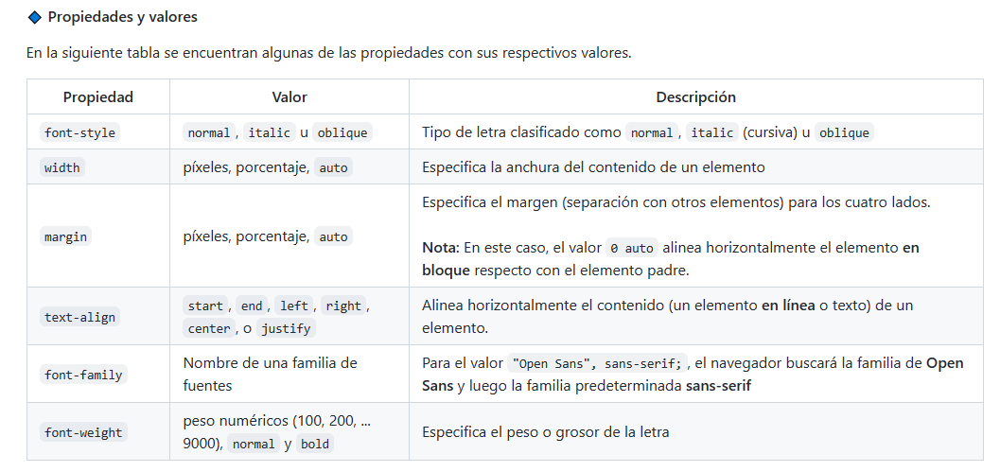 Propiedades y valores
En la siguiente tabla se encuentran algunas de las propiedades con sus respectivos valores.
Propiedad Valor Descripción
font-style normal, italic u oblique Tipo de letra clasificado como normal, italic (cursiva) u oblique
width píxeles, porcentaje, auto Especifica la anchura del contenido de un elemento
margin píxeles, porcentaje, auto Especifica el margen (separación con otros elementos) para los cuatro lados.
Nota: En este caso, el valor 0 auto alinea horizontalmente el elemento en
bloque respecto con el elemento padre.
text-align start, end, left, right,
center, o justify
Alinea horizontalmente el contenido (un elemento en línea o texto) de un
elemento.
font-family Nombre de una familia de
fuentes
Para el valor "Open Sans", sans-serif;, el navegador buscará la familia de Open
Sans y luego la familia predeterminada sans-serif
font-weight peso numéricos (100, 200, ...
9000), normal y bold
Especifica el peso o grosor de la letra